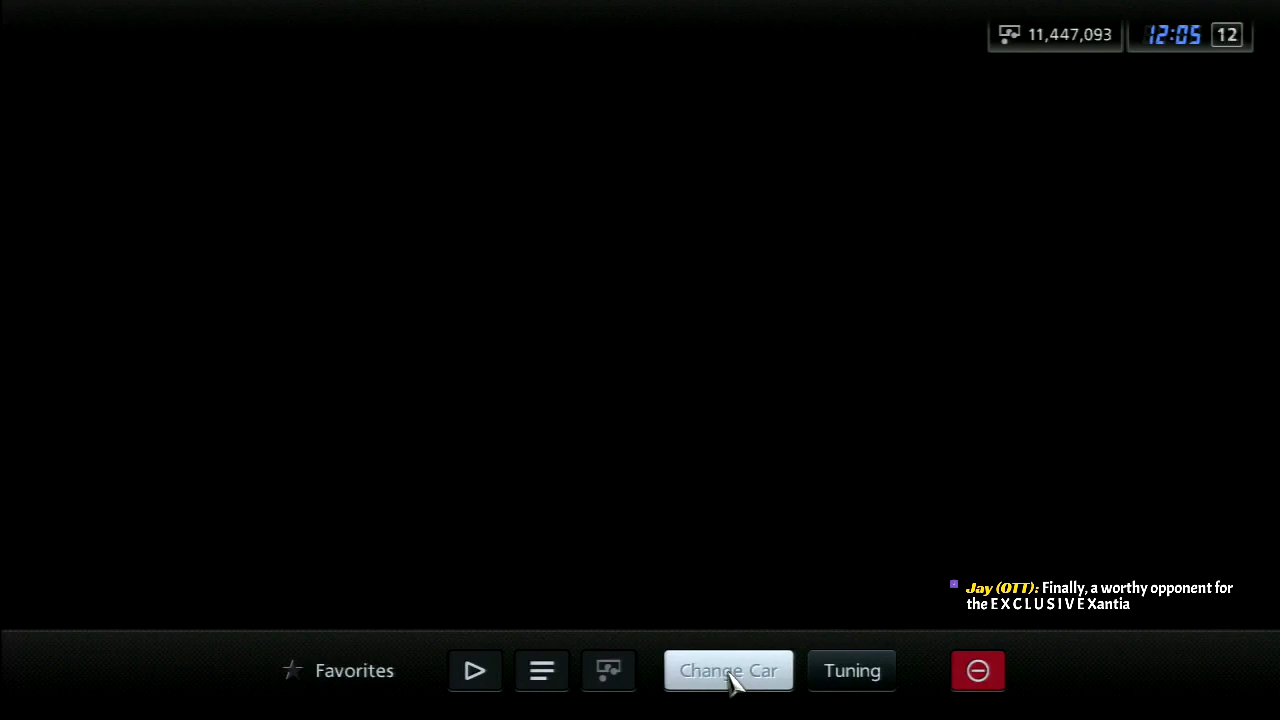 11,447,093
12:05 12
Jay (OTT): Finally, a worthy opponent for
the E X C L U S I V E Xantia
Favorites
Change Car
Tuning